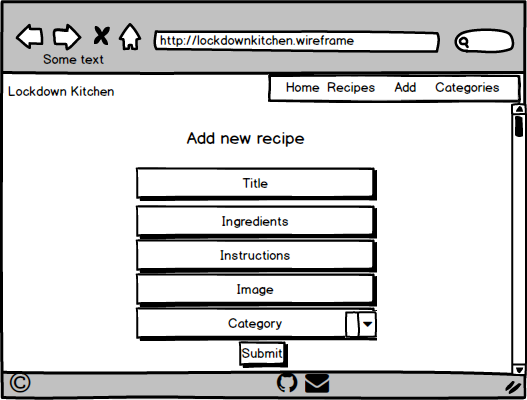 http://lockdownkitchen.wireframe
Some text
Lockdown Kitchen
Home Recipes Add Categories
Add new recipe
Title
Ingredients
Instructions
Image
Category
Submit
©